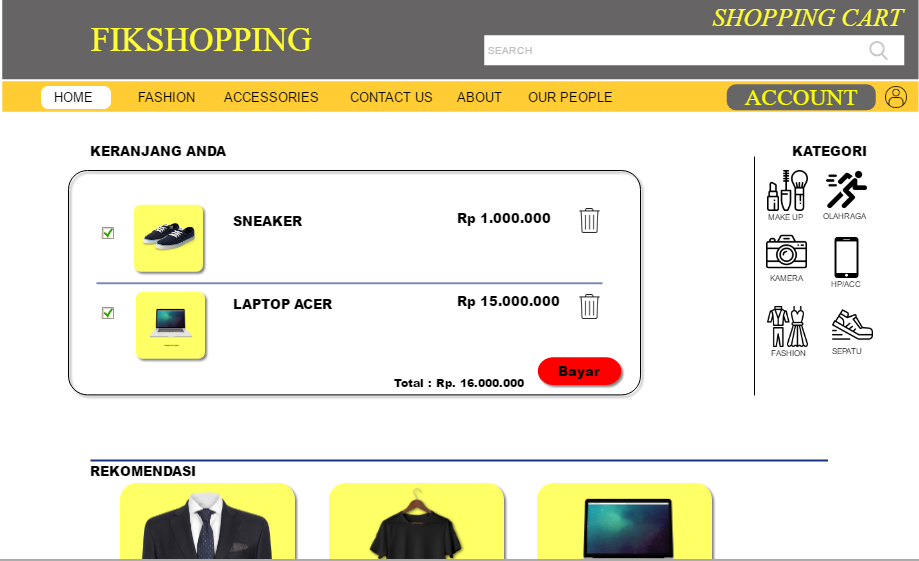 SHOPPING CART
FIKSHOPPING
SEARCH
HOME FASHION ACCESSORIES CONTACT US ABOUT OUR PEOPLE ACCOUNT
KERANJANG ANDA
SNEAKER Rp 1.000.000
LAPTOP ACER Rp 15.000.000
Total : Rp. 16.000.000 Bayar
KATEGORI
MAKE UP OLAHRAGA
KAMERA HP/ACC
FASHION SEPATU
REKOMENDASI